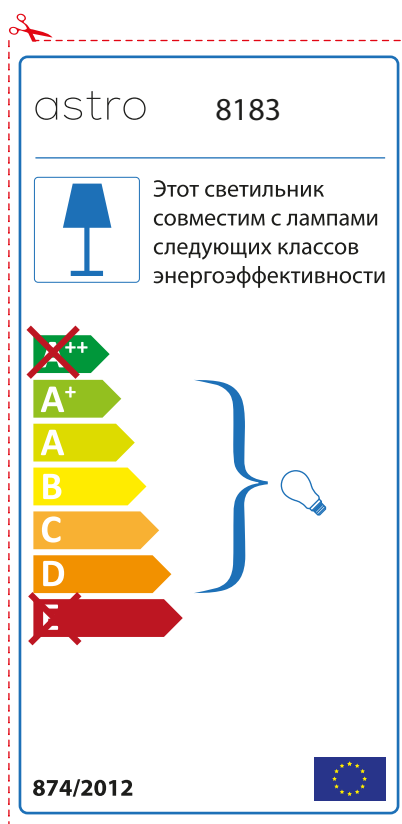 astro 8183
Этот светильник
совместим с лампами
следующих классов
энергоэффективности
A++
A+
A
B
C
D
E
874/2012